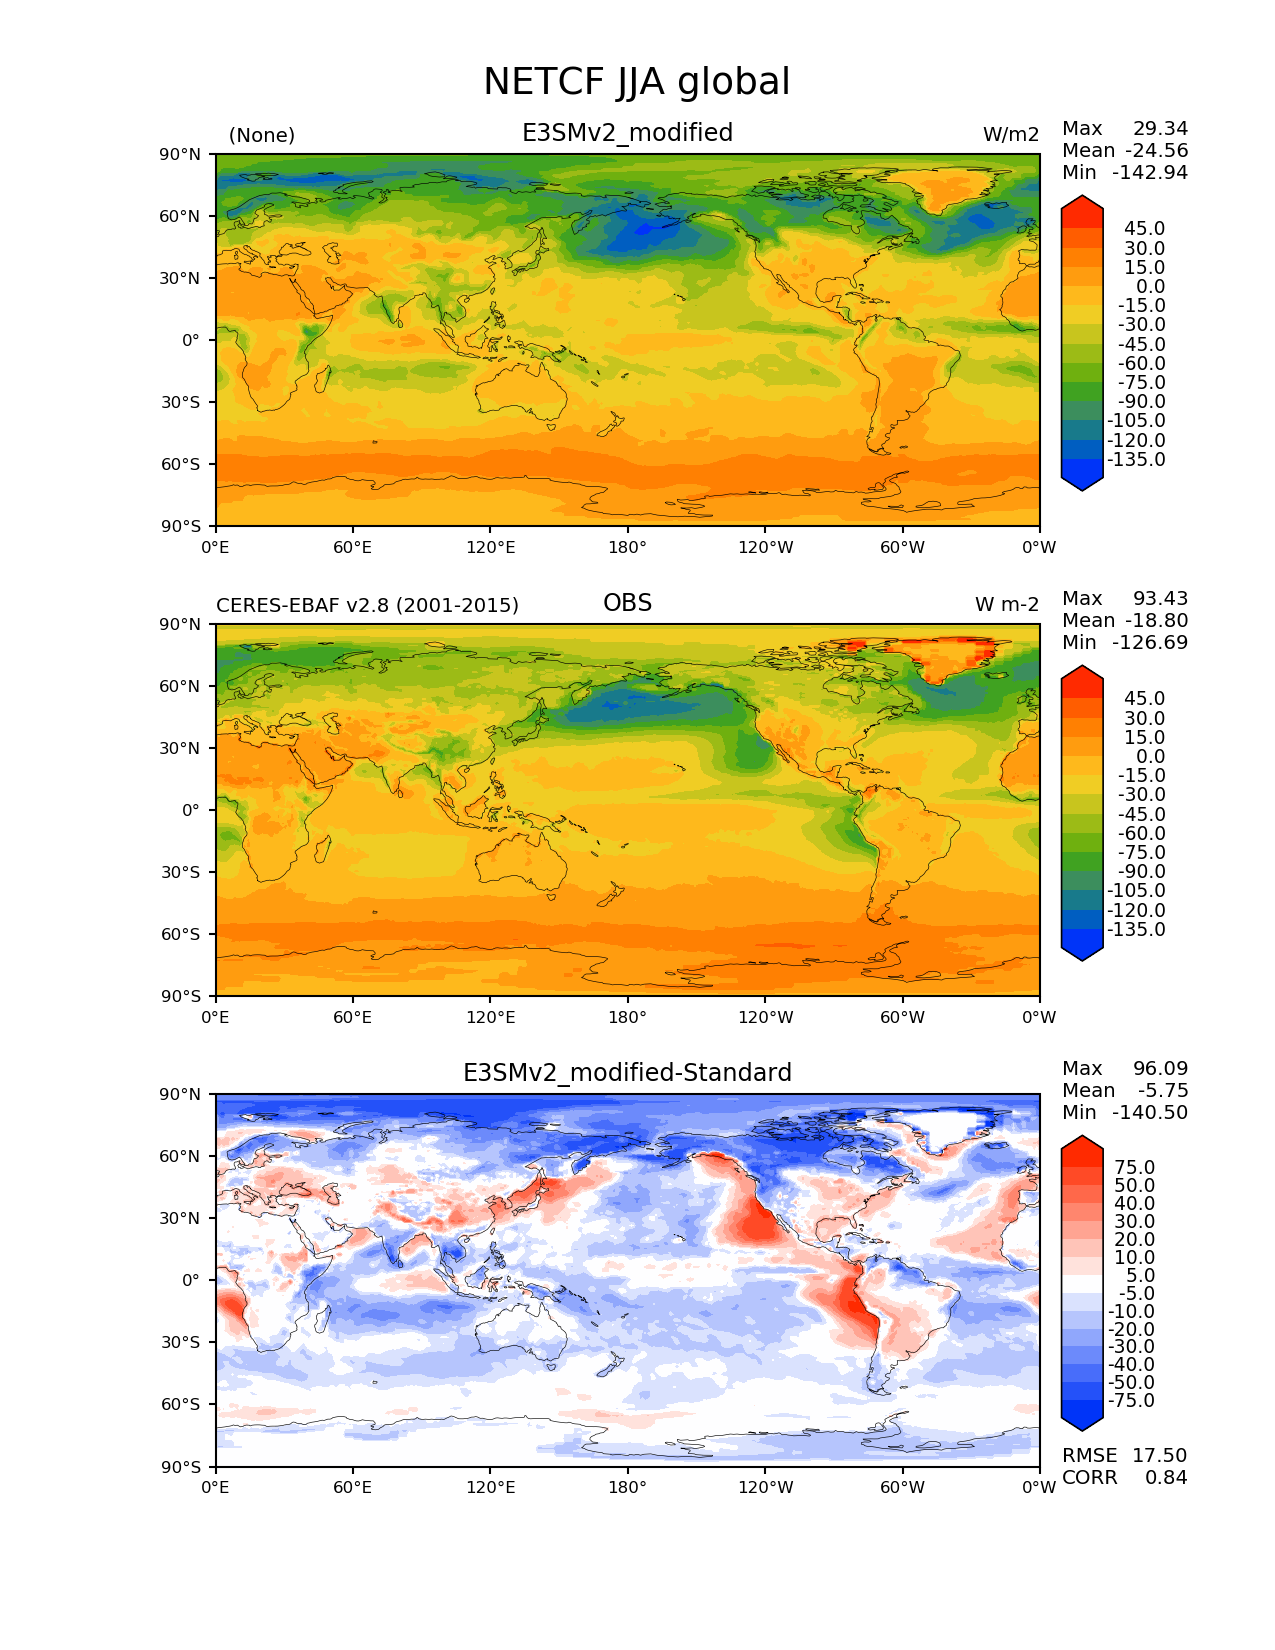 NETCF JJA global
(None) E3SMv2_modified W/m2
Max 29.34
Mean -24.56
Min -142.94
90°N
60°N
30°N
0°
30°S
60°S
90°S
0°E 60°E 120°E 180° 120°W 60°W 0°W
45.0
30.0
15.0
0.0
-15.0
-30.0
-45.0
-60.0
-75.0
-90.0
-105.0
-120.0
-135.0
CERES-EBAF v2.8 (2001-2015) OBS W m-2
Max 93.43
Mean -18.80
Min -126.69
90°N
60°N
30°N
0°
30°S
60°S
90°S
0°E 60°E 120°E 180° 120°W 60°W 0°W
45.0
30.0
15.0
0.0
-15.0
-30.0
-45.0
-60.0
-75.0
-90.0
-105.0
-120.0
-135.0
E3SMv2_modified-Standard
Max 96.09
Mean -5.75
Min -140.50
90°N
60°N
30°N
0°
30°S
60°S
90°S
0°E 60°E 120°E 180° 120°W 60°W 0°W
75.0
50.0
40.0
30.0
20.0
10.0
5.0
-5.0
-10.0
-20.0
-30.0
-40.0
-50.0
-75.0
RMSE 17.50
CORR 0.84